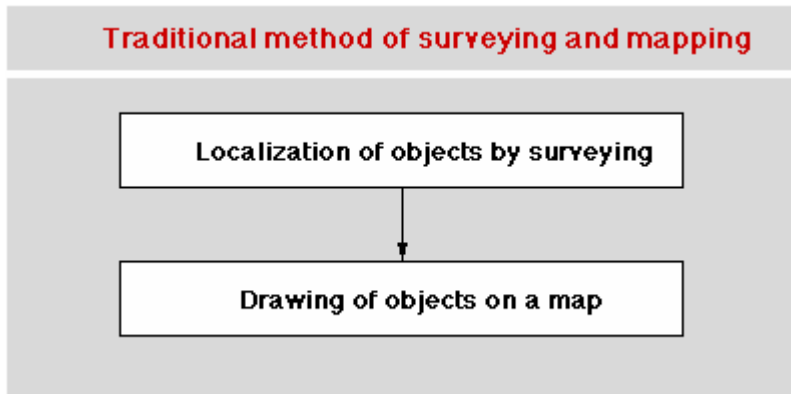 Traditional method of surveying and mapping
Localization of objects by surveying
Drawing of objects on a map